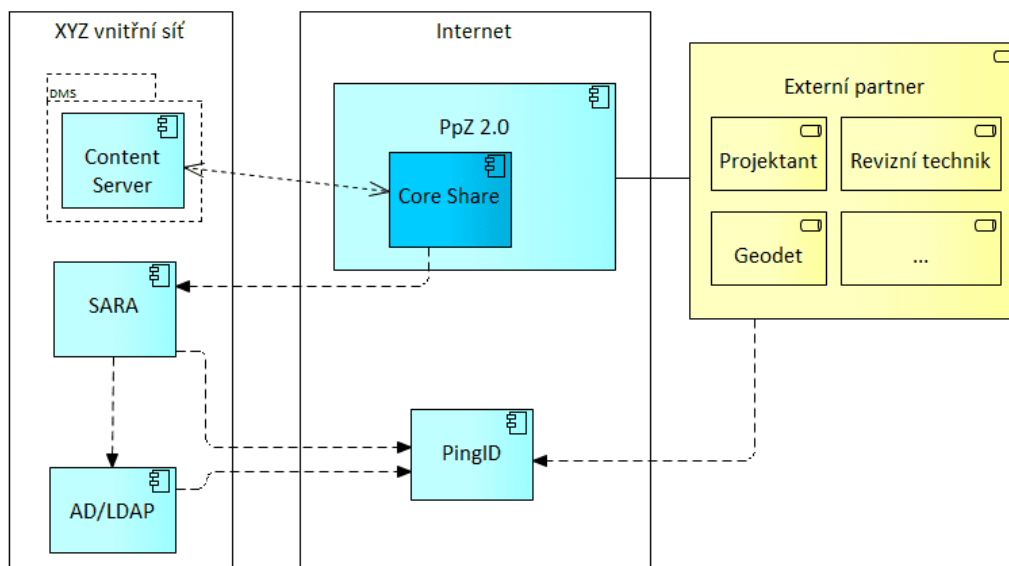 XYZ vnitřní síť
DMS
Content
Server
SARA
AD/LDAP
Internet
PpZ 2.0
Core Share
PingID
Externí partner
Projektant
Revizní technik
Geodet
...